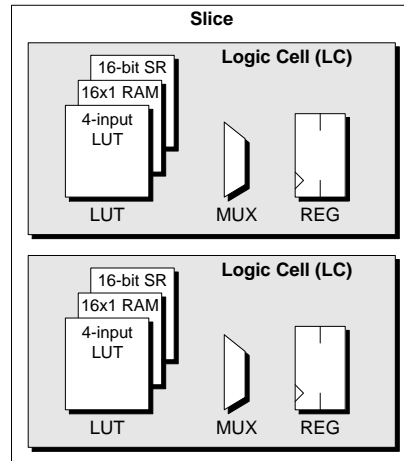 Slice
Logic Cell (LC)
16-bit SR
16x1 RAM
4-input
LUT
LUT
MUX
REG
Logic Cell (LC)
16-bit SR
16x1 RAM
4-input
LUT
LUT
MUX
REG